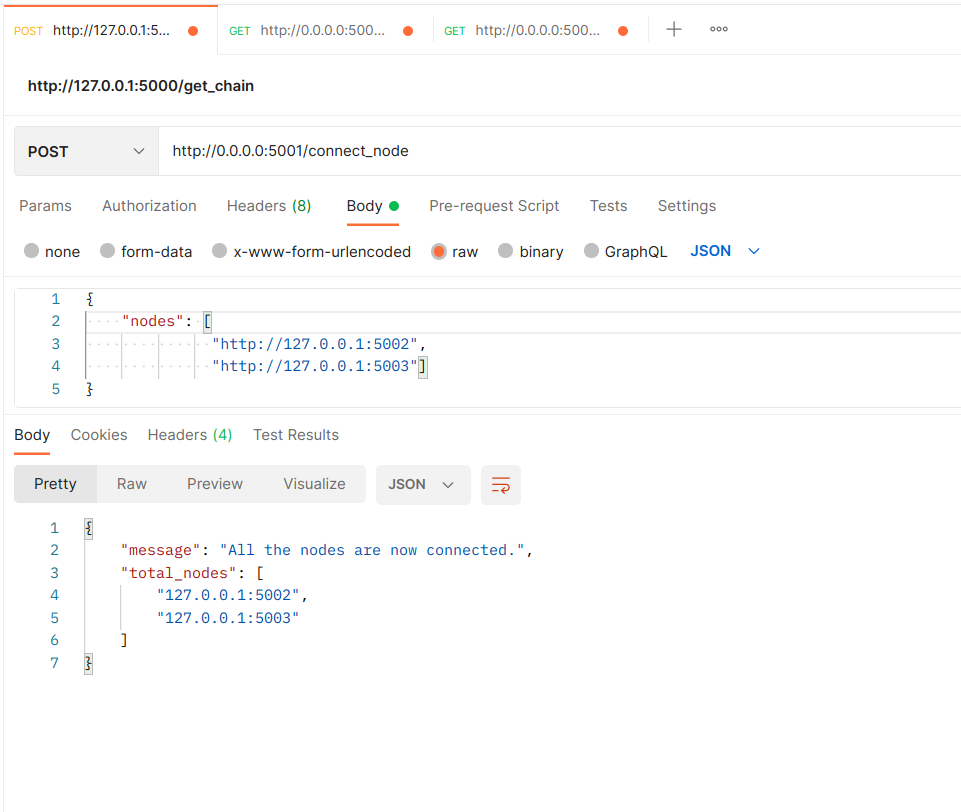 POST http://127.0.0.1:5... GET http://0.0.0.0:500... GET http://0.0.0.0:500...
http://127.0.0.1:5000/get_chain
POST http://0.0.0.0:5001/connect_node
Params Authorization Headers (8) Body Pre-request Script Tests Settings
none form-data x-www-form-urlencoded raw binary GraphQL JSON
1 {
2 "nodes": [
3 "http://127.0.0.1:5002",
4 "http://127.0.0.1:5003"]
5 }
Body Cookies Headers (4) Test Results
Pretty Raw Preview Visualize JSON
1 {
2 "message": "All the nodes are now connected.",
3 "total_nodes": [
4 "127.0.0.1:5002",
5 "127.0.0.1:5003"
6 ]
7 }